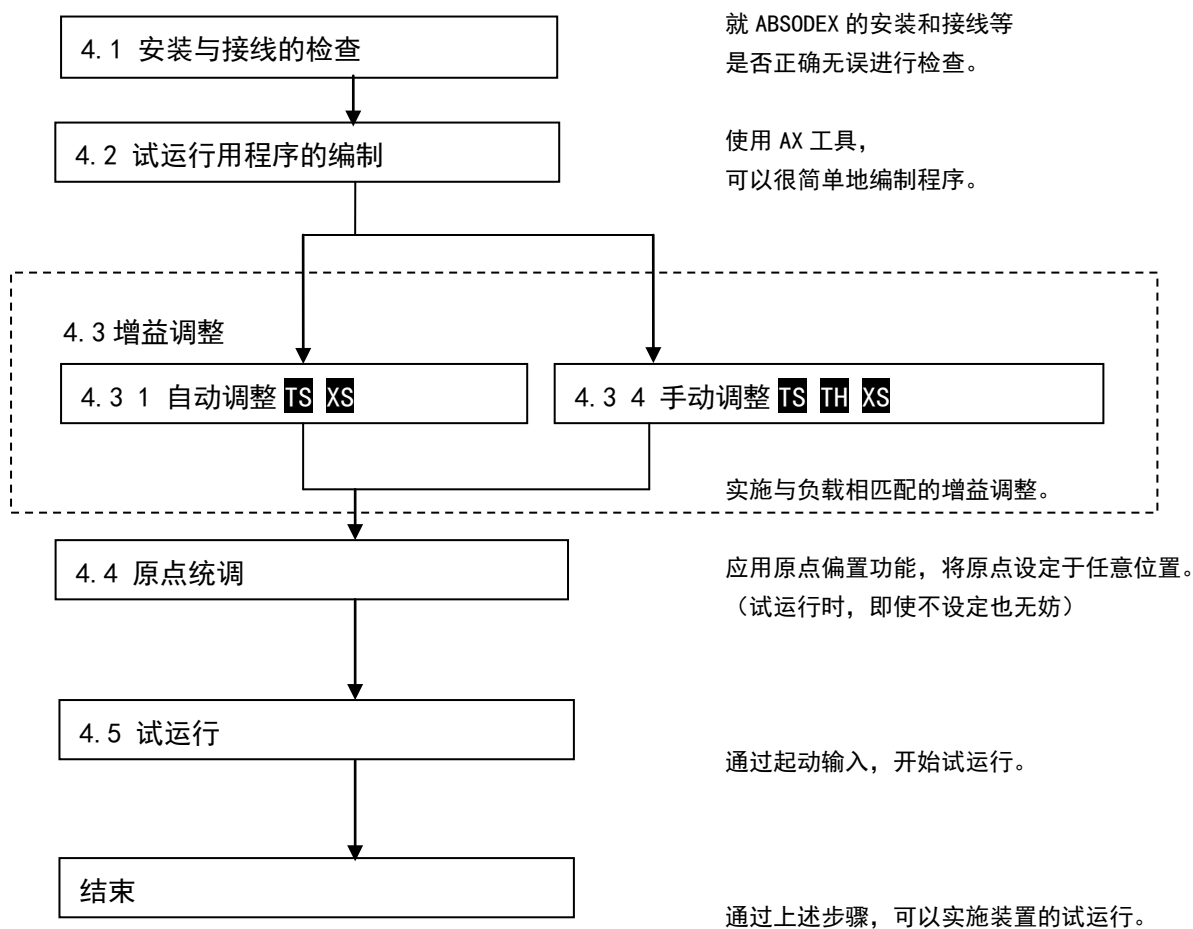 4.1 安装与接线的检查
就 ABSODEX 的安装和接线等
是否正确无误进行检查。
4.2 试运行用程序的编制
使用 AX 工具，
可以很简单地编制程序。
4.3 增益调整
4.3 1 自动调整 TS XS
4.3 4 手动调整 TS TH XS
实施与负载相匹配的增益调整。
4.4 原点统调
应用原点偏置功能，将原点设定于任意位置。
（试运行时，即使不设定也无妨）
4.5 试运行
通过起动输入，开始试运行。
结束
通过上述步骤，可以实施装置的试运行。